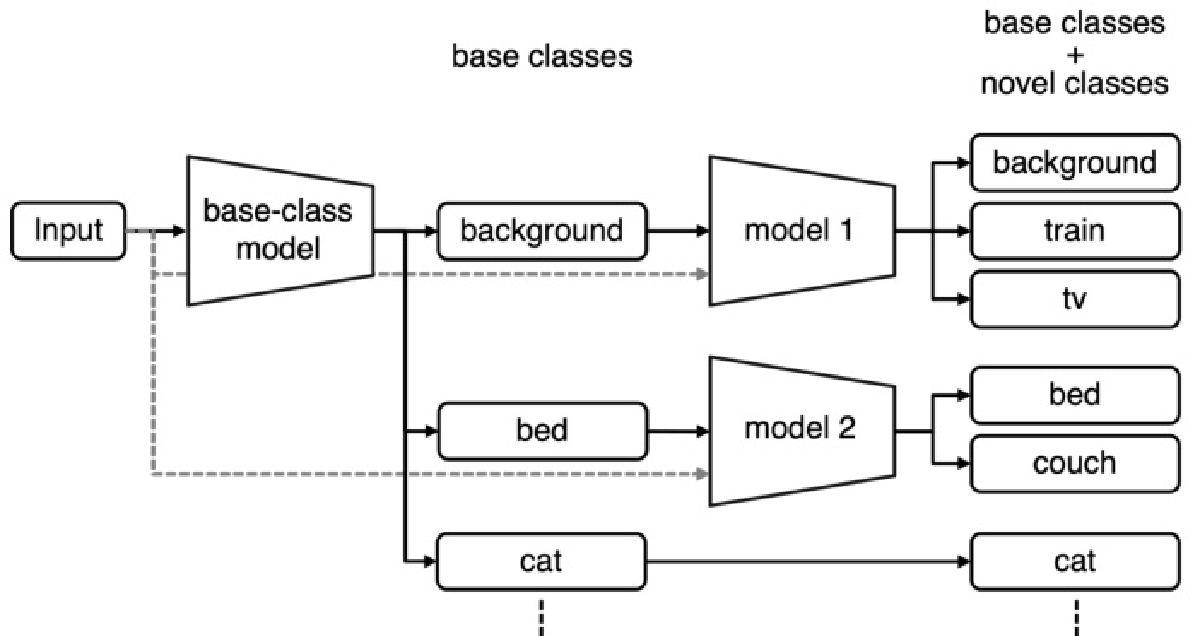 base classes
base classes
+
novel classes
Input
base-class
model
background
model 1
background
train
tv
bed
model 2
bed
couch
cat
cat